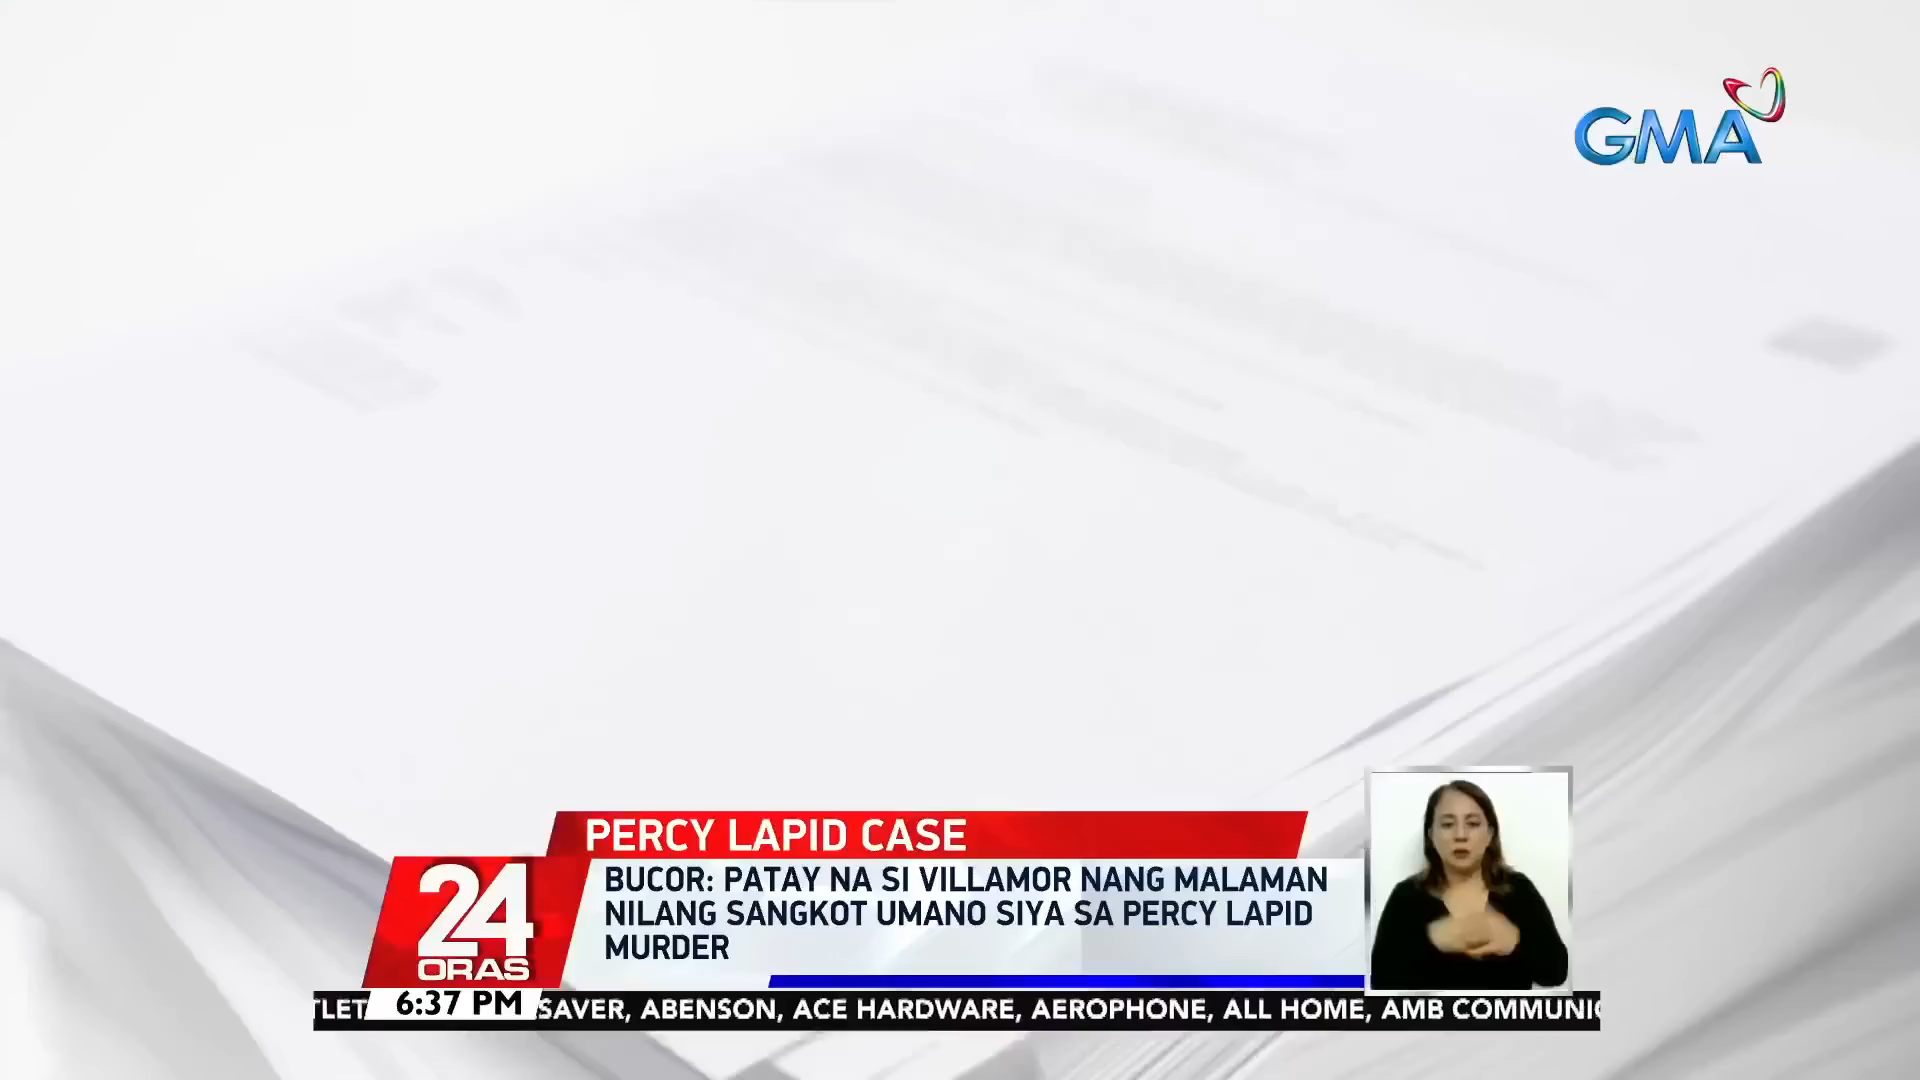 GMA
PERCY LAPID CASE
BUCOR: PATAY NA SI VILLAMOR NANG MALAMAN
NILANG SANGKOT UMANO SIYA SA PERCY LAPID
MURDER
24
ORAS
6:37 PM
SAVER, ABENSON, ACE HARDWARE, AEROPHONE, ALL HOME, AMB